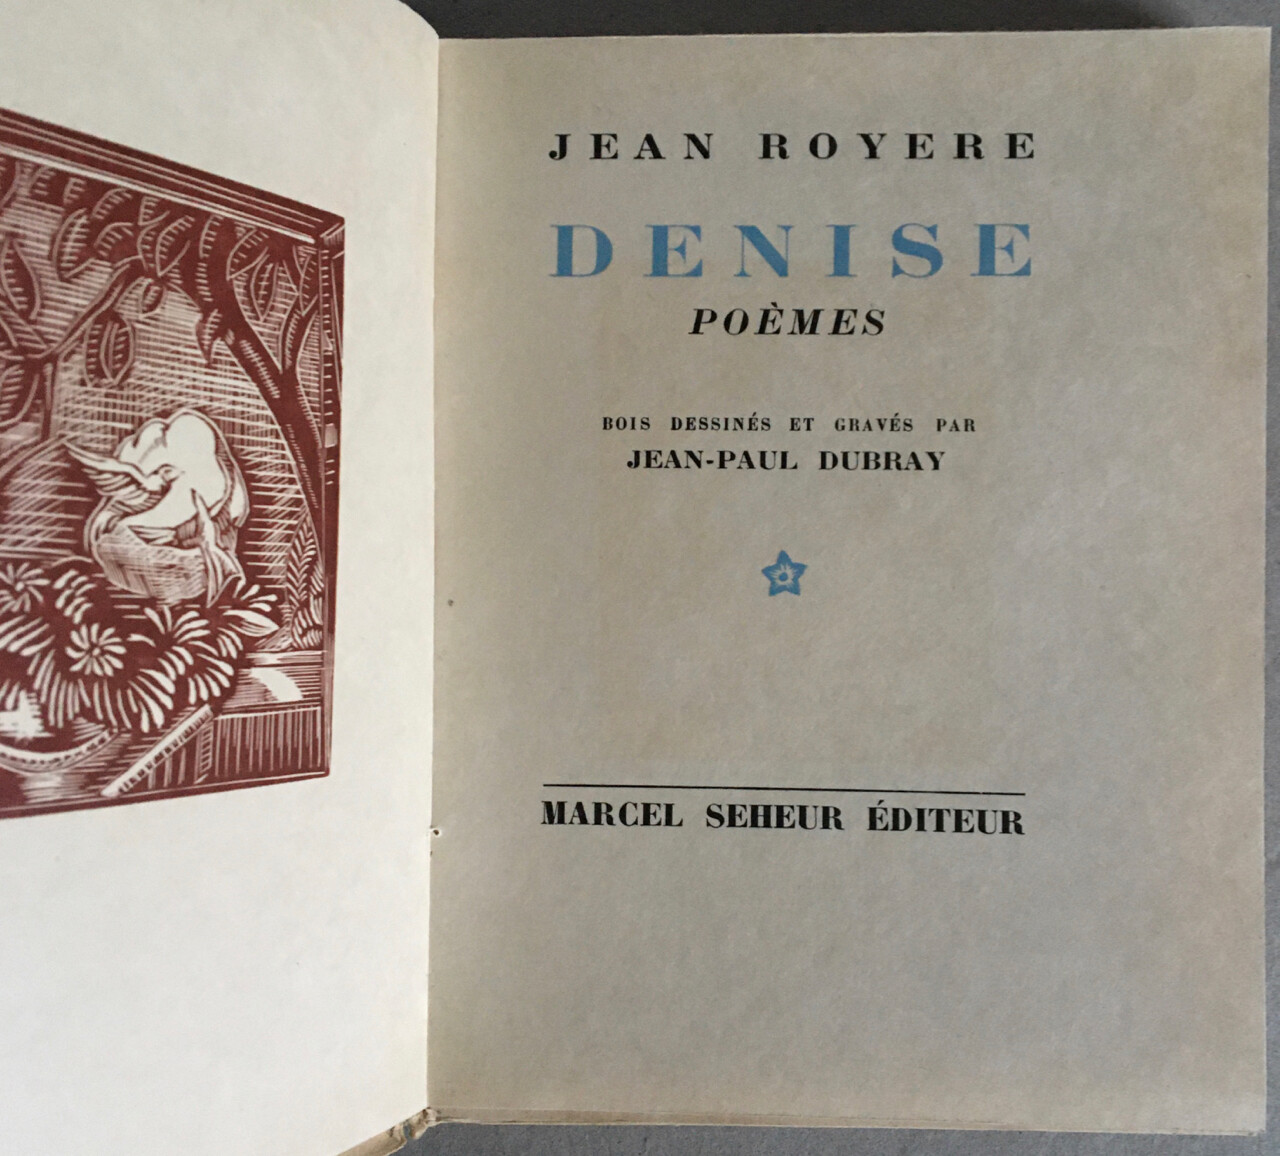 JEAN ROYERE
DENISE
POÈMES
BOIS DESSINÉS ET GRAVÉS PAR
JEAN-PAUL DUBRAY
MARCEL SEHEUR ÉDITEUR